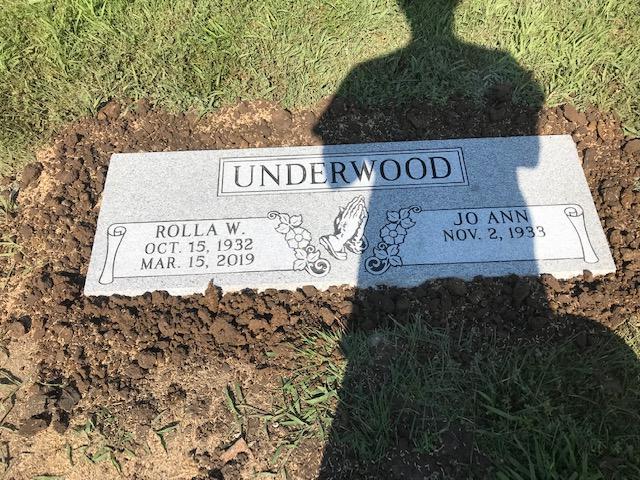 UNDERWOOD
ROLLA W.
OCT. 15, 1932
MAR. 15, 2019
JO ANN
NOV. 2, 1933